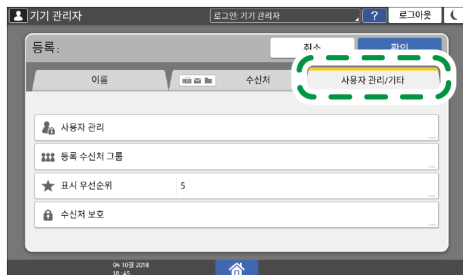 기기 관리자 로그인: 기기 관리자 ? 로그아웃
등록: 취소 확인
이름 수신처 사용자 관리/기타
사용자 관리
등록 수신처 그룹
표시 우선순위 5
수신처 보호
04 10월 2018
18:45